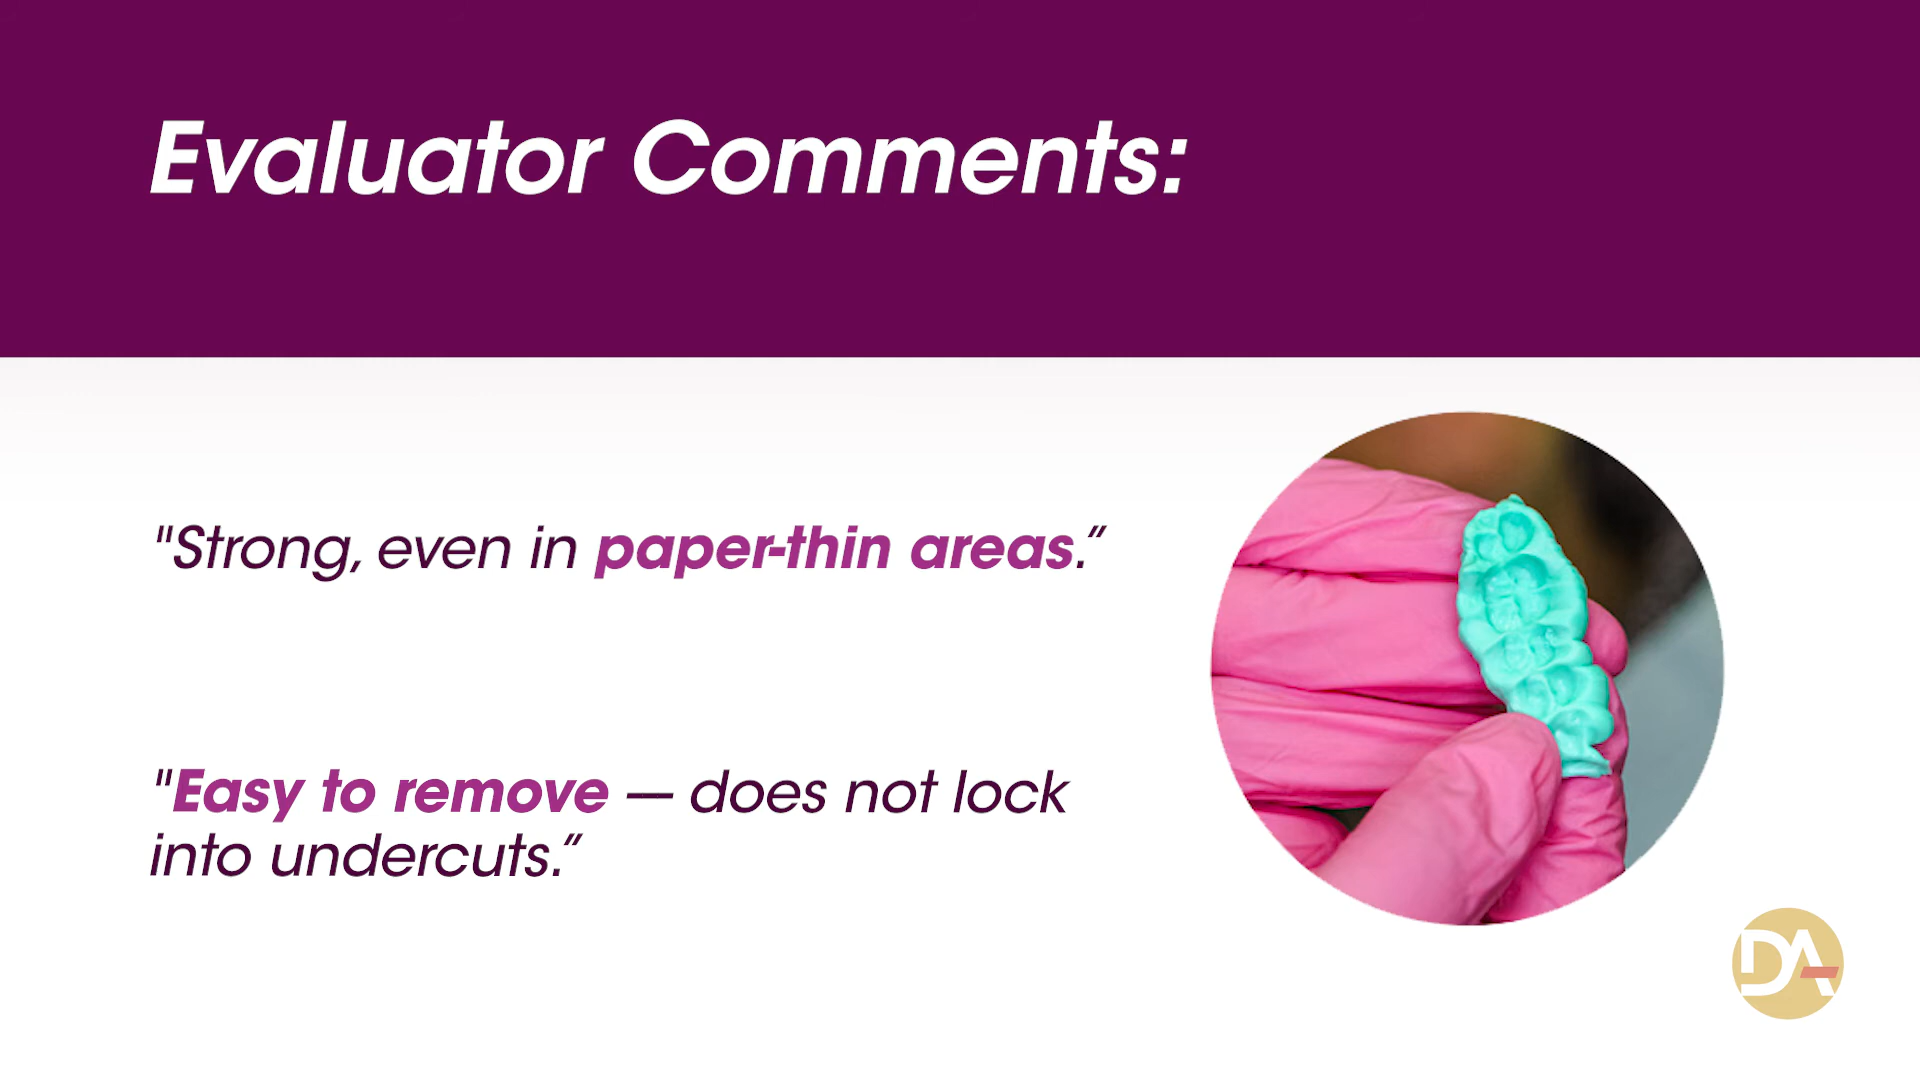 Evaluator Comments:
"Strong, even in paper-thin areas.”
"Easy to remove – does not lock
into undercuts.”
DA